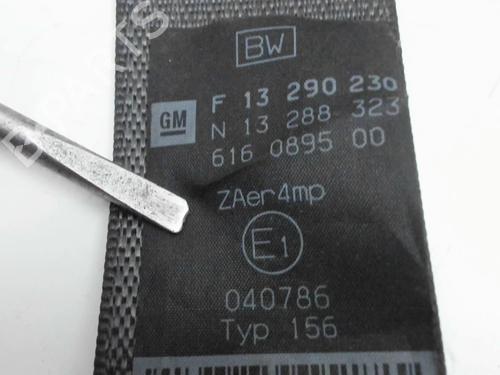 BW
F 13 290 230
GM
N 13 288 323
616 0895 00
ZAer4mp
E1
040786
Typ 156